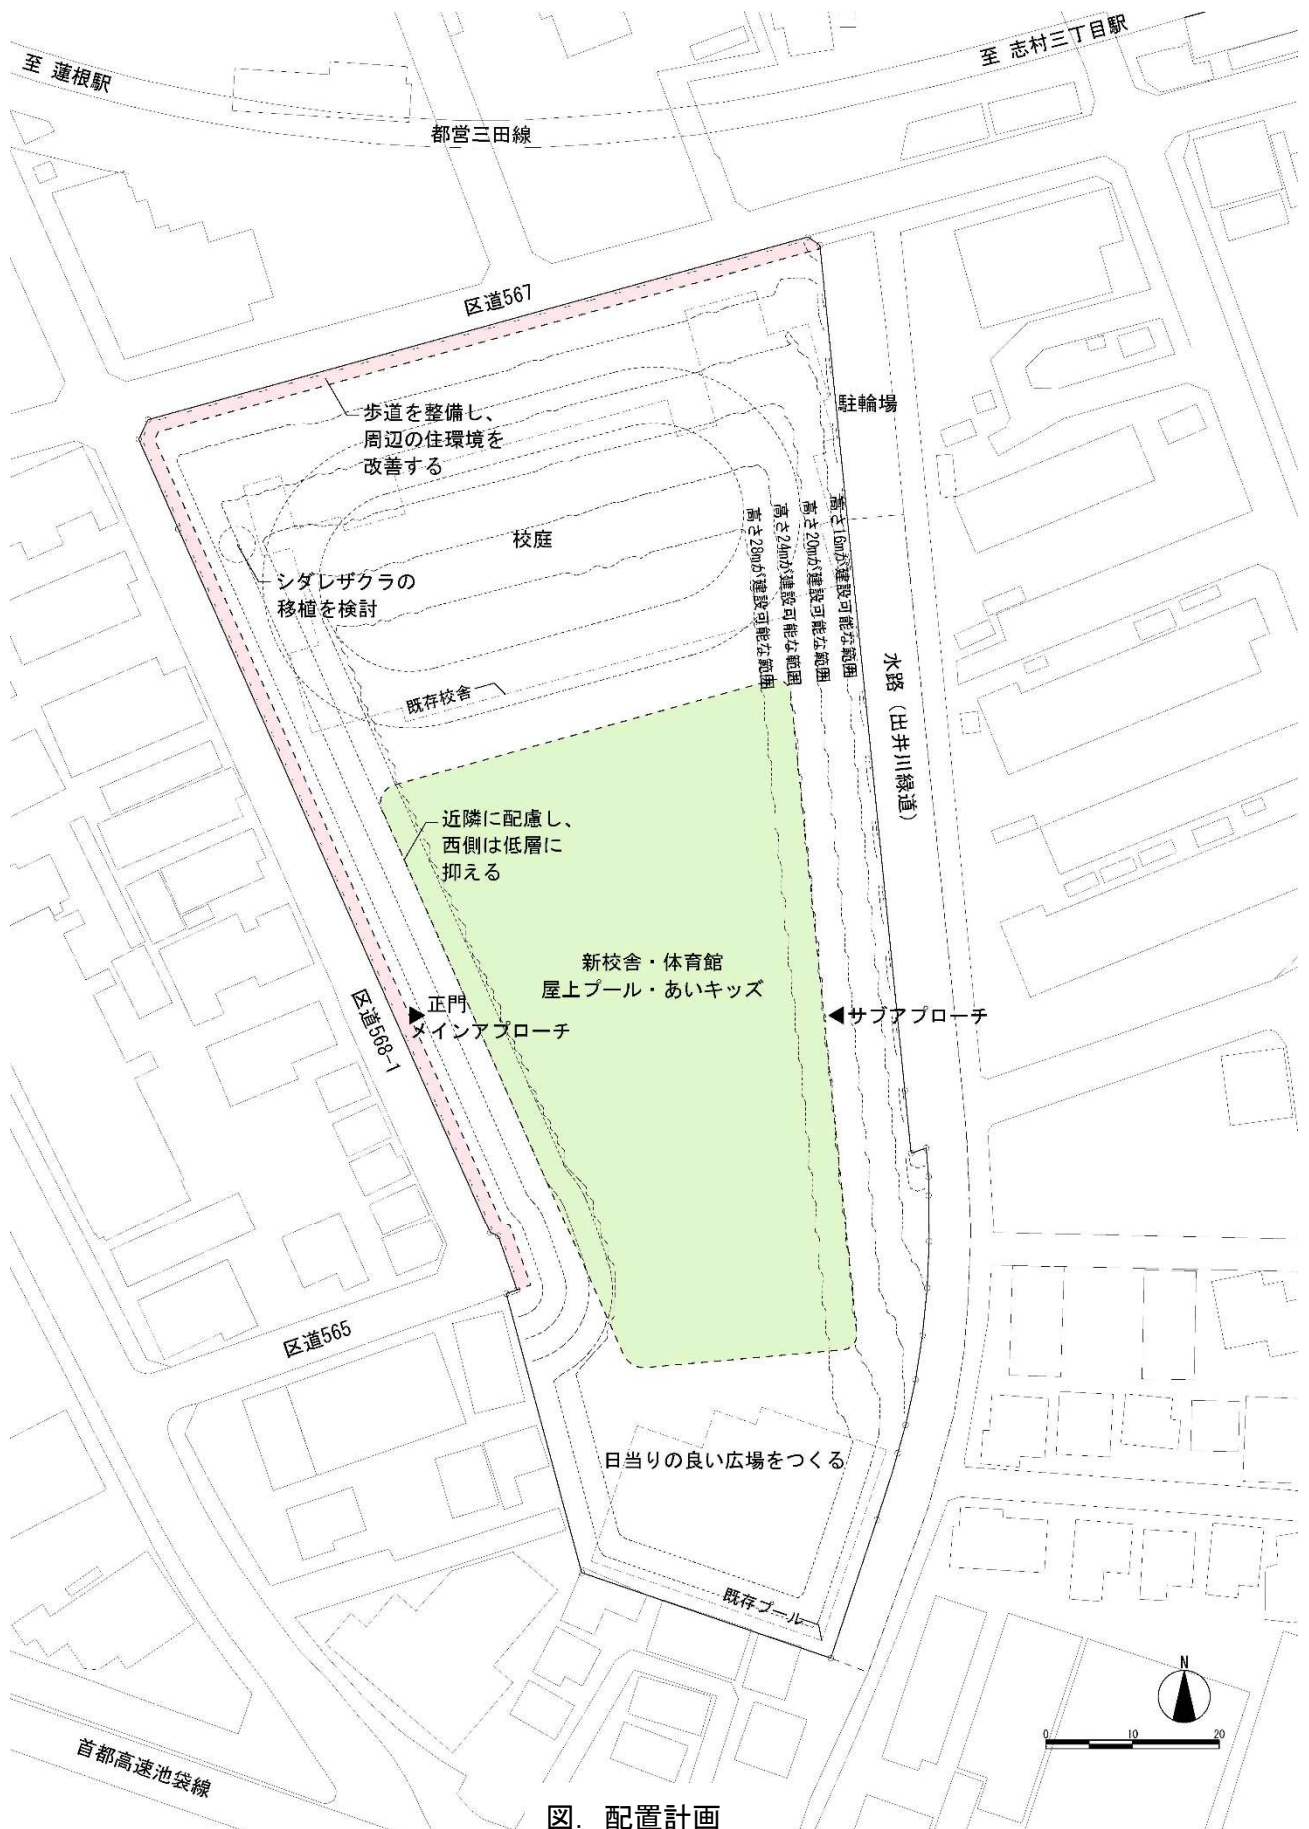 至 蓮根駅
至 志村三丁目駅
都営三田線
区道567
歩道を整備し、
周辺の住環境を
改善する
駐輪場
校庭
シダレザクラの
移植を検討
高さ28mが建設可能な範囲
高さ24mが建設可能な範囲
高さ20mが建設可能な範囲
高さ16mが建設可能な範囲
既存校舎
水路（出井川緑道）
近隣に配慮し、
西側は低層に
抑える
新校舎・体育館
屋上プール・あいキッズ
区道568-1
正門
メインアプローチ
サブアプローチ
区道565
日当りの良い広場をつくる
既存プール
N
0 10 20
首都高速池袋線
図．配置計画